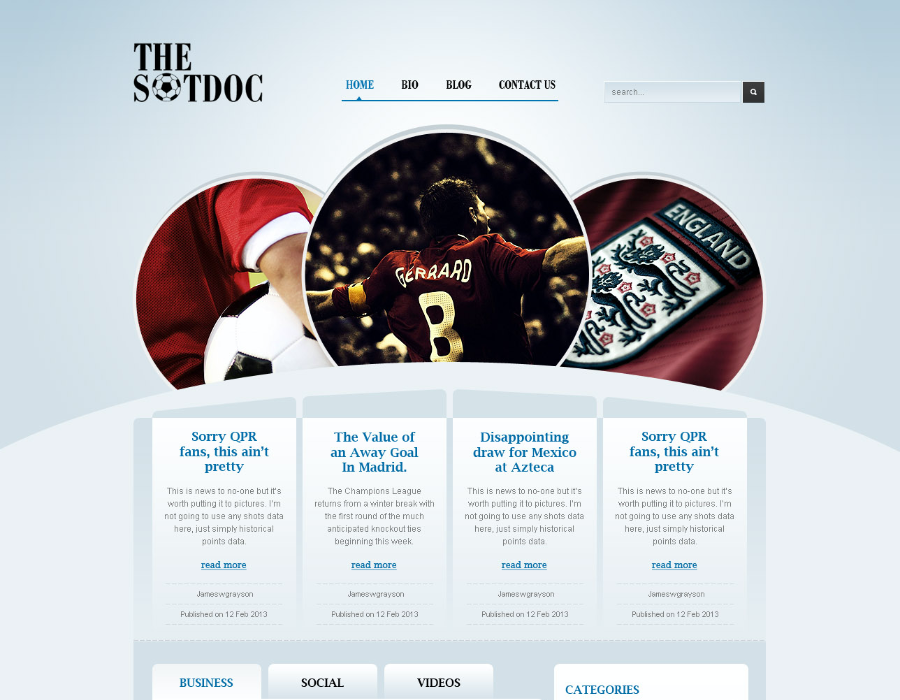 THE
SOTDOC
HOME BIO BLOG CONTACT US
search...
GERRARD
8
ENGLAND
Sorry QPR
fans, this ain't
pretty
This is news to no-one but it's
worth putting it to pictures. I'm
not going to use any shots data
here, just simply historical
points data.
read more
Jameswgrayson
Published on 12 Feb 2013
The Value of
an Away Goal
In Madrid.
The Champions League
returns from a winter break with
the first round of the much
anticipated knockout ties
beginning this week.
read more
Jameswgrayson
Published on 12 Feb 2013
Disappointing
draw for Mexico
at Azteca
This is news to no-one but it's
worth putting it to pictures. I'm
not going to use any shots data
here, just simply historical
points data.
read more
Jameswgrayson
Published on 12 Feb 2013
Sorry QPR
fans, this ain't
pretty
This is news to no-one but it's
worth putting it to pictures. I'm
not going to use any shots data
here, just simply historical
points data.
read more
Jameswgrayson
Published on 12 Feb 2013
BUSINESS SOCIAL VIDEOS
CATEGORIES